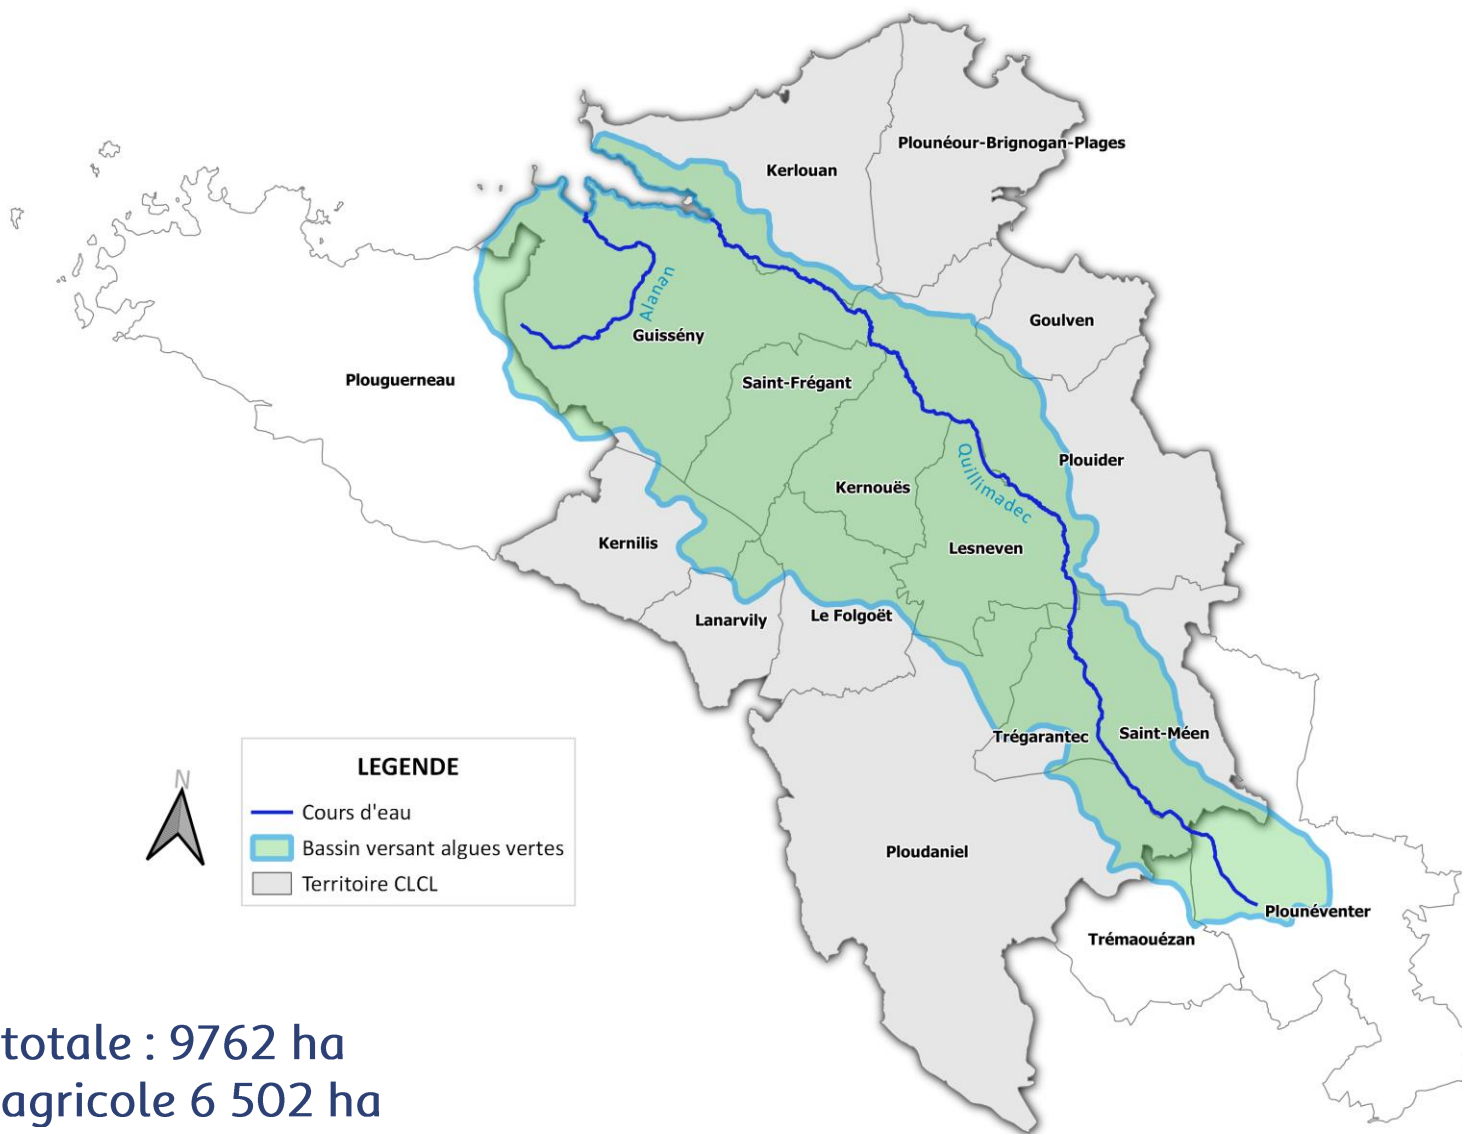 Plounéour-Brignogan-Plages
Kerlouan
Alanan
Goulven
Guissény
Plouguerneau
Saint-Frégant
Plouider
Quillimadec
Kernouës
Kernilis
Lesneven
Lanarvily
Le Folgoët
Trégarantec
Saint-Méen
Ploudaniel
Plounéventer
Trémaouézan
N
LEGENDE
Cours d'eau
Bassin versant algues vertes
Territoire CLCL
totale : 9762 ha
agricole 6 502 ha